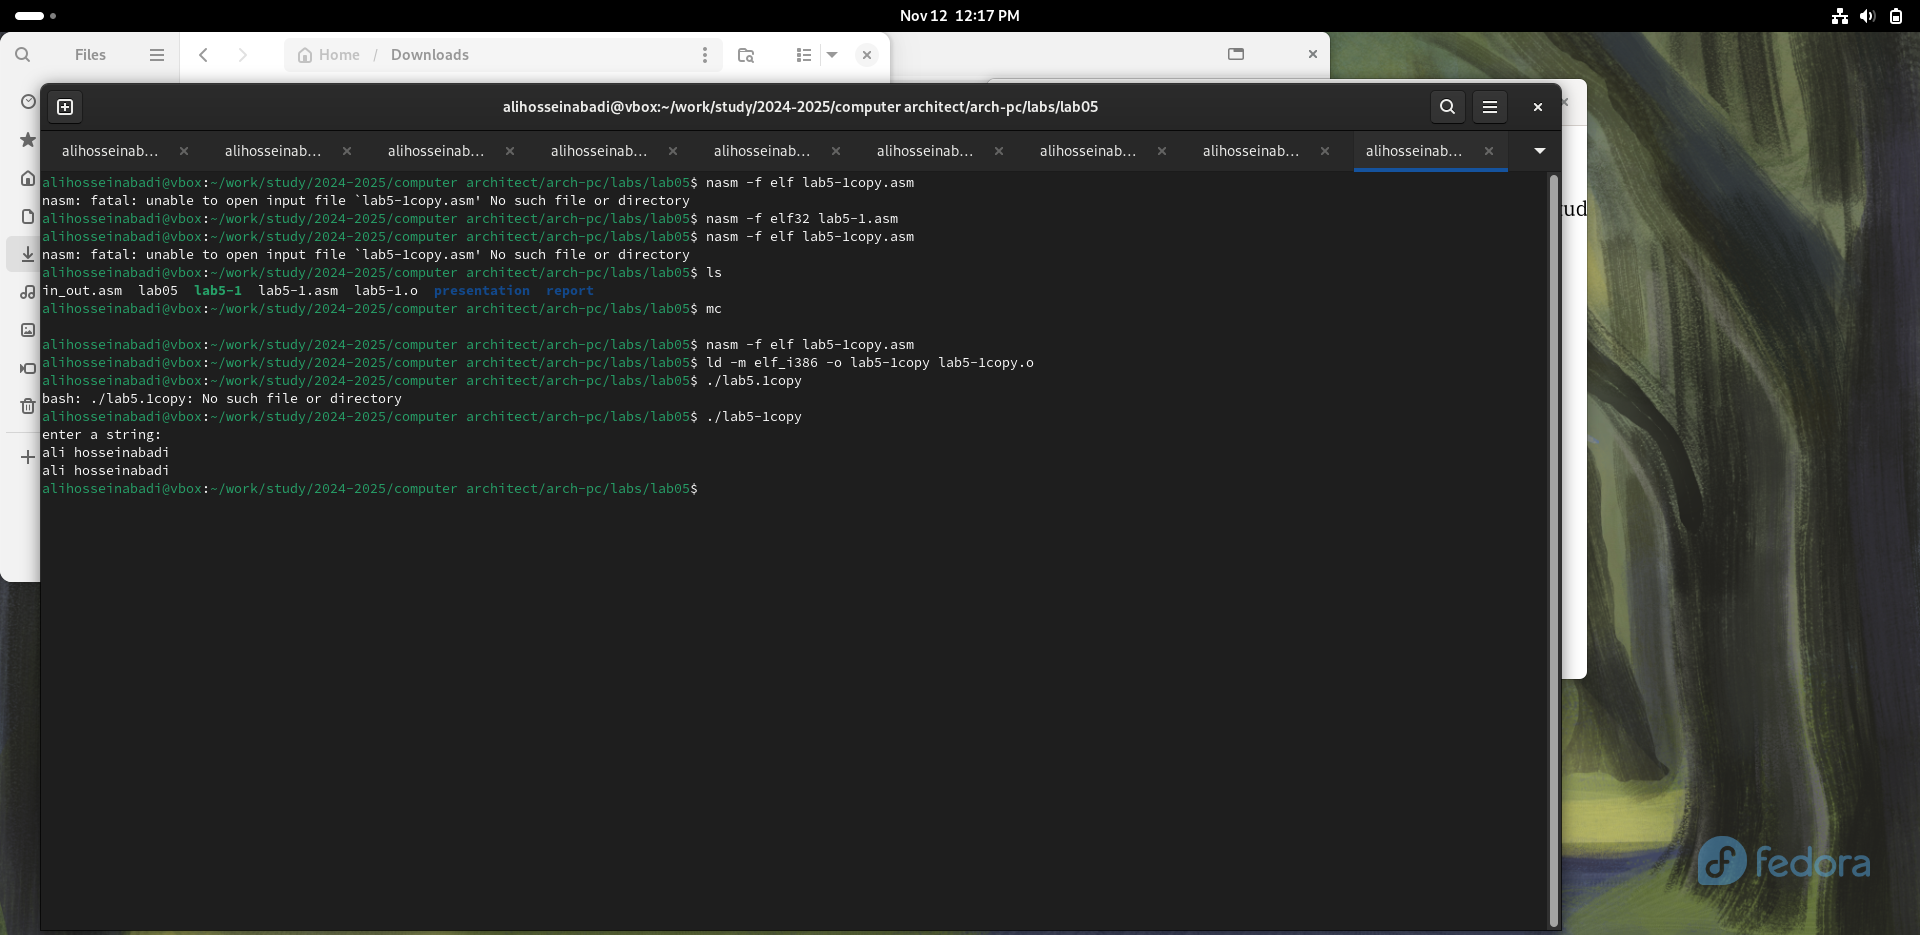 Nov 12 12:17 PM
Files
Home / Downloads
alihosseinabadi@vbox:~/work/study/2024-2025/computer architect/arch-pc/labs/lab05
alihosseinab... alihosseinab... alihosseinab... alihosseinab... alihosseinab... alihosseinab... alihosseinab... alihosseinab... alihosseinab...
alihosseinabadi@vbox:~/work/study/2024-2025/computer architect/arch-pc/labs/lab05$ nasm -f elf lab5-1copy.asm
nasm: fatal: unable to open input file `lab5-1copy.asm' No such file or directory
alihosseinabadi@vbox:~/work/study/2024-2025/computer architect/arch-pc/labs/lab05$ nasm -f elf32 lab5-1.asm
alihosseinabadi@vbox:~/work/study/2024-2025/computer architect/arch-pc/labs/lab05$ nasm -f elf lab5-1copy.asm
nasm: fatal: unable to open input file `lab5-1copy.asm' No such file or directory
alihosseinabadi@vbox:~/work/study/2024-2025/computer architect/arch-pc/labs/lab05$ ls
in_out.asm lab05 lab5-1 lab5-1.asm lab5-1.o presentation report
alihosseinabadi@vbox:~/work/study/2024-2025/computer architect/arch-pc/labs/lab05$ mc
alihosseinabadi@vbox:~/work/study/2024-2025/computer architect/arch-pc/labs/lab05$ nasm -f elf lab5-1copy.asm
alihosseinabadi@vbox:~/work/study/2024-2025/computer architect/arch-pc/labs/lab05$ ld -m elf_i386 -o lab5-1copy lab5-1copy.o
alihosseinabadi@vbox:~/work/study/2024-2025/computer architect/arch-pc/labs/lab05$ ./lab5.1copy
bash: ./lab5.1copy: No such file or directory
alihosseinabadi@vbox:~/work/study/2024-2025/computer architect/arch-pc/labs/lab05$ ./lab5-1copy
enter a string:
ali hosseinabadi
ali hosseinabadi
alihosseinabadi@vbox:~/work/study/2024-2025/computer architect/arch-pc/labs/lab05$
tud
fedora